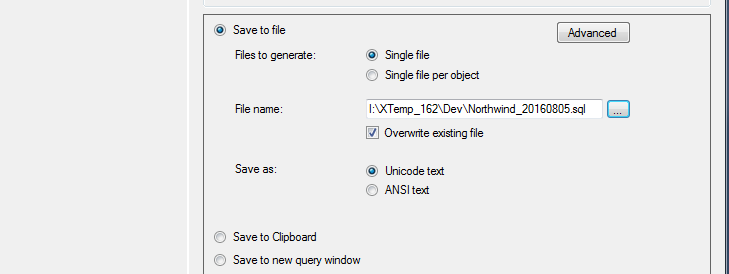 Save to file
Advanced
Files to generate:
Single file
Single file per object
File name:
I:\XTemp_162\Dev\Northwind_20160805.sql
...
Overwrite existing file
Save as:
Unicode text
ANSI text
Save to Clipboard
Save to new query window